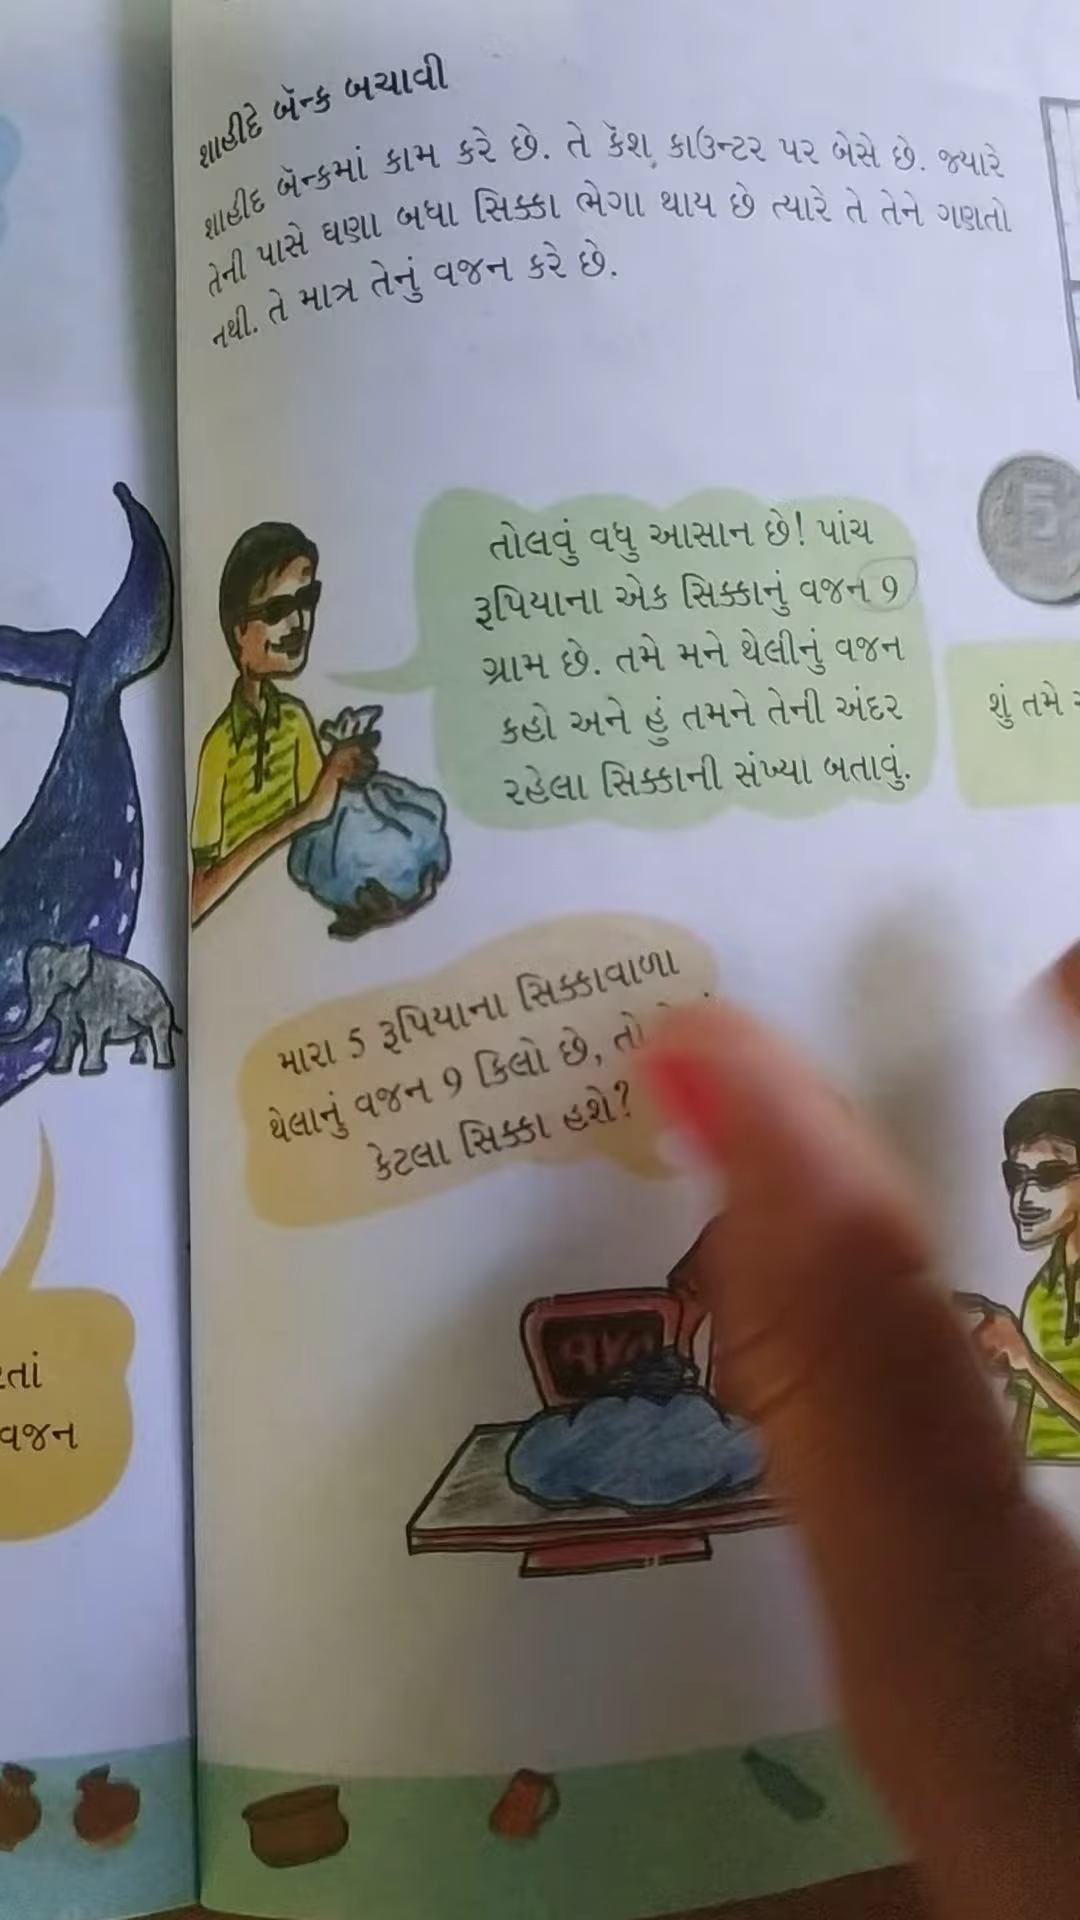 શાહીદે બૅન્ક બચાવી
શાહીદ બૅન્કમાં કામ કરે છે. તે કૅશ કાઉન્ટર પર બેસે છે. જ્યારે
તેની પાસે ઘણા બધા સિક્કા ભેગા થાય છે ત્યારે તે તેને ગણતો
નથી. તે માત્ર તેનું વજન કરે છે.
તોલવું વધુ આસાન છે! પાંચ
રૂપિયાના એક સિક્કાનું વજન 9
ગ્રામ છે. તમે મને થેલીનું વજન
કહો અને હું તમને તેની અંદર
રહેલા સિક્કાની સંખ્યા બતાવું.
5
શું તમે
મારા 5 રૂપિયાના સિક્કાવાળા
થેલાનું વજન 9 કિલો છે, તો
કેટલા સિક્કા હશે?
વજન